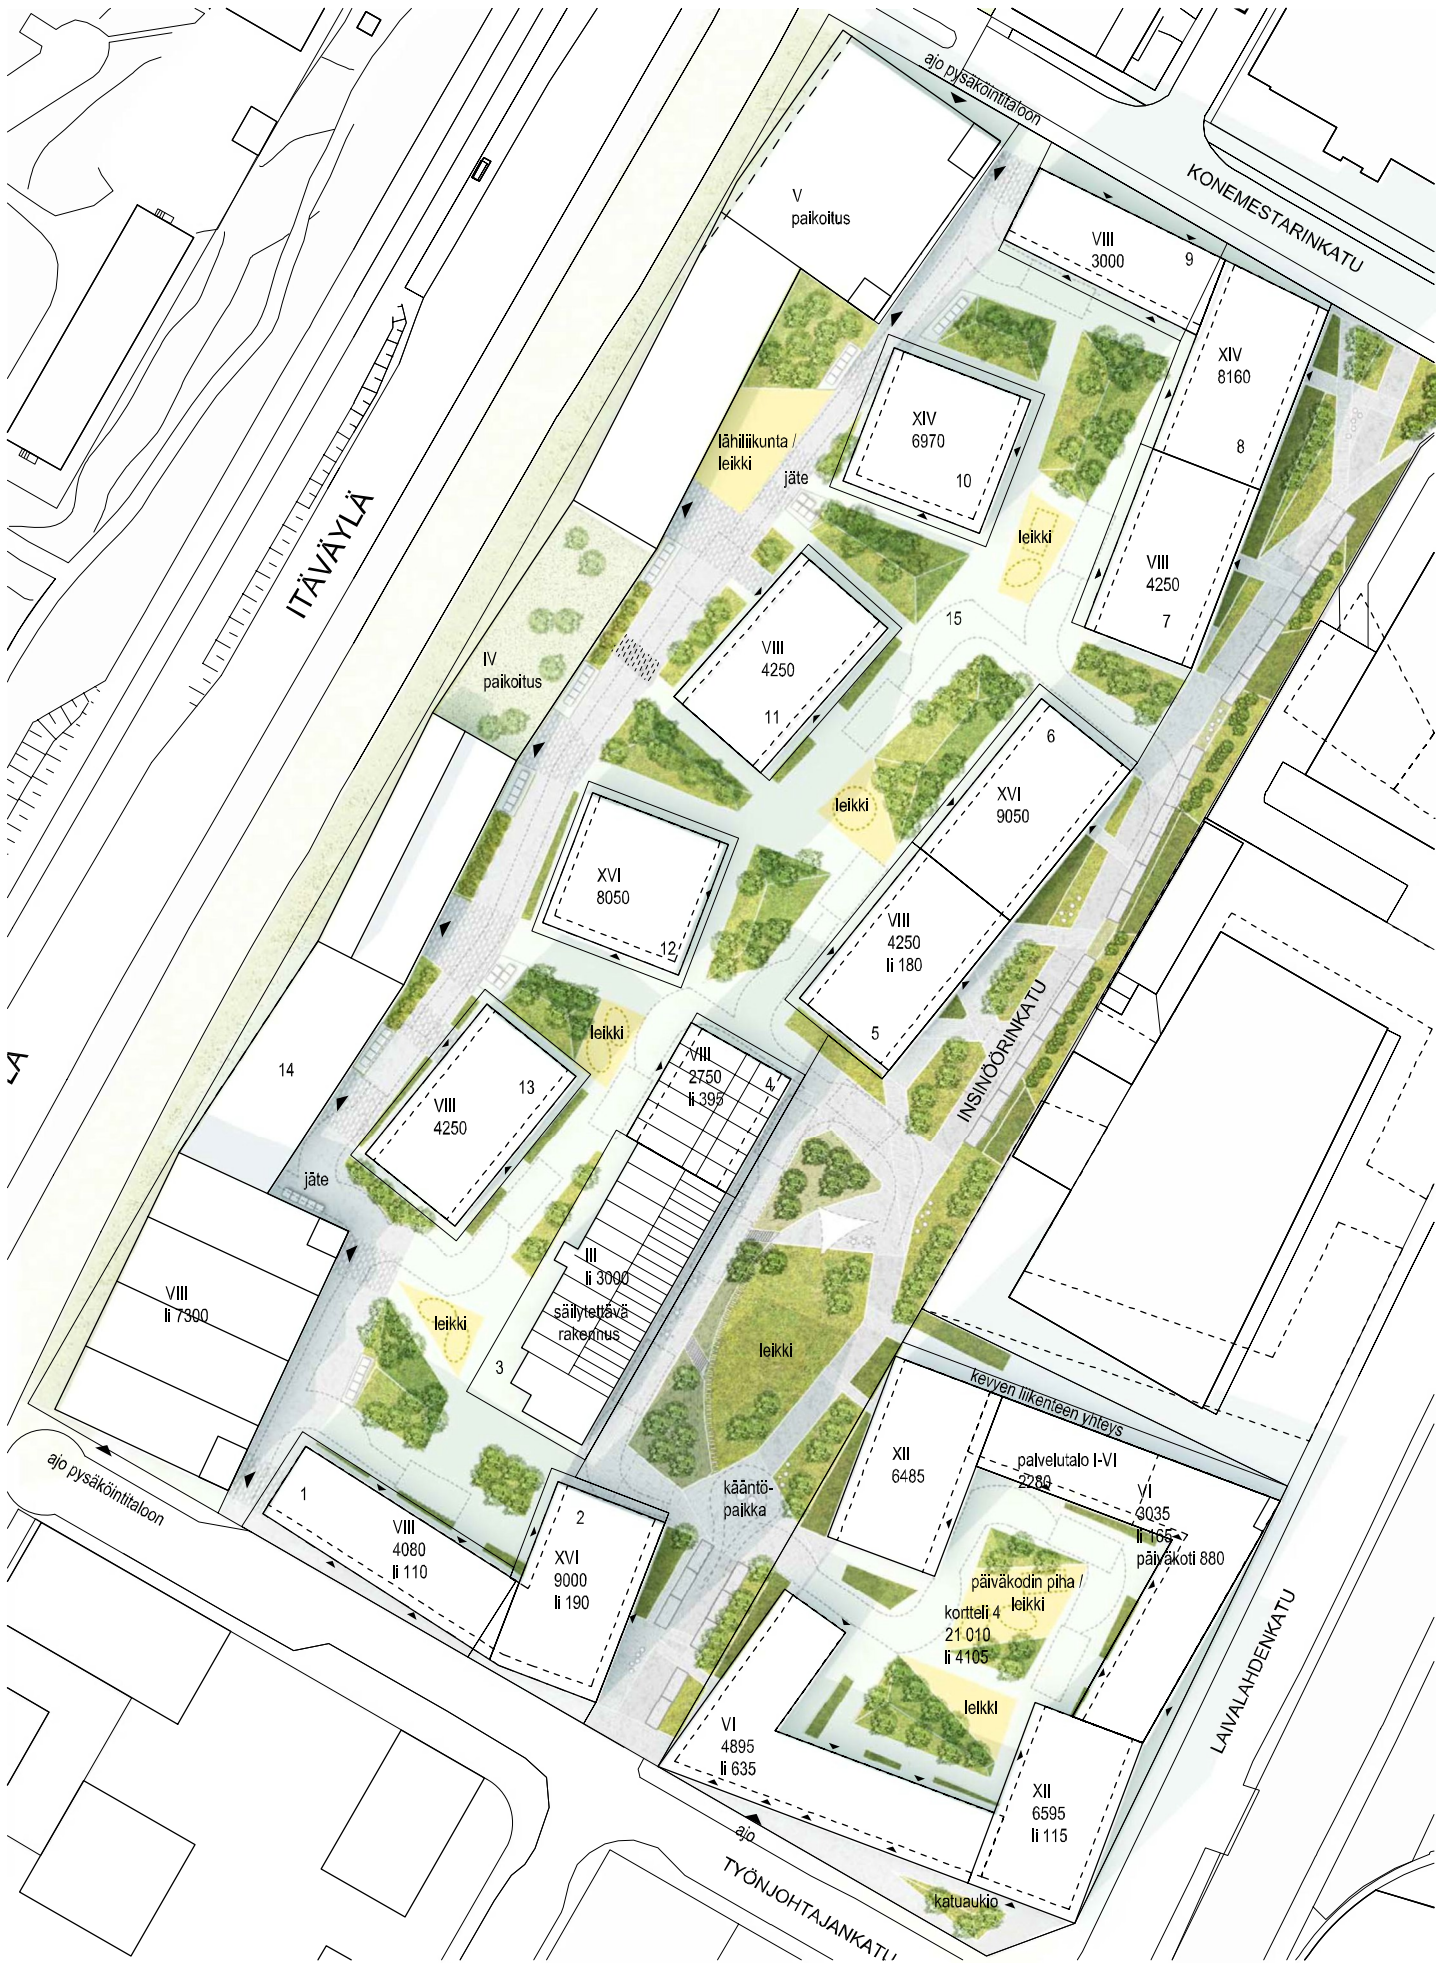 ajo pysäköintitaloon
KONEMESTARINKATU
V
paikoitus
VIII
3000
9
XIV
8160
8
XIV
6970
10
lähiliikunta /
leikki
jäte
leikki
VIII
4250
7
ITÄVÄYLÄ
15
VIII
4250
11
IV
paikoitus
6
XVI
9050
leikki
XVI
8050
12
VIII
4250
li 180
5
leikki
INSINÖÖRINKATU
LÄ
14
13
VIII
4250
VIII
2750
li 395
4
jäte
III
li 3000
säilytettävä
rakennus
VIII
li 7300
leikki
leikki
3
kevyen liikenteen yhteys
ajo pysäköintitaloon
XII
6485
palvelutalo I-VI
2280
VI
3035
li 165
päiväkoti 880
kääntö-
paikka
1
VIII
4080
li 110
2
XVI
9000
li 190
päiväkodin piha /
leikki
kortteli 4
21 010
li 4105
leikki
LAIVALAHDENKATU
VI
4895
li 635
XII
6595
li 115
ajo
TYÖNJOHTAJANKATU
katuaukio